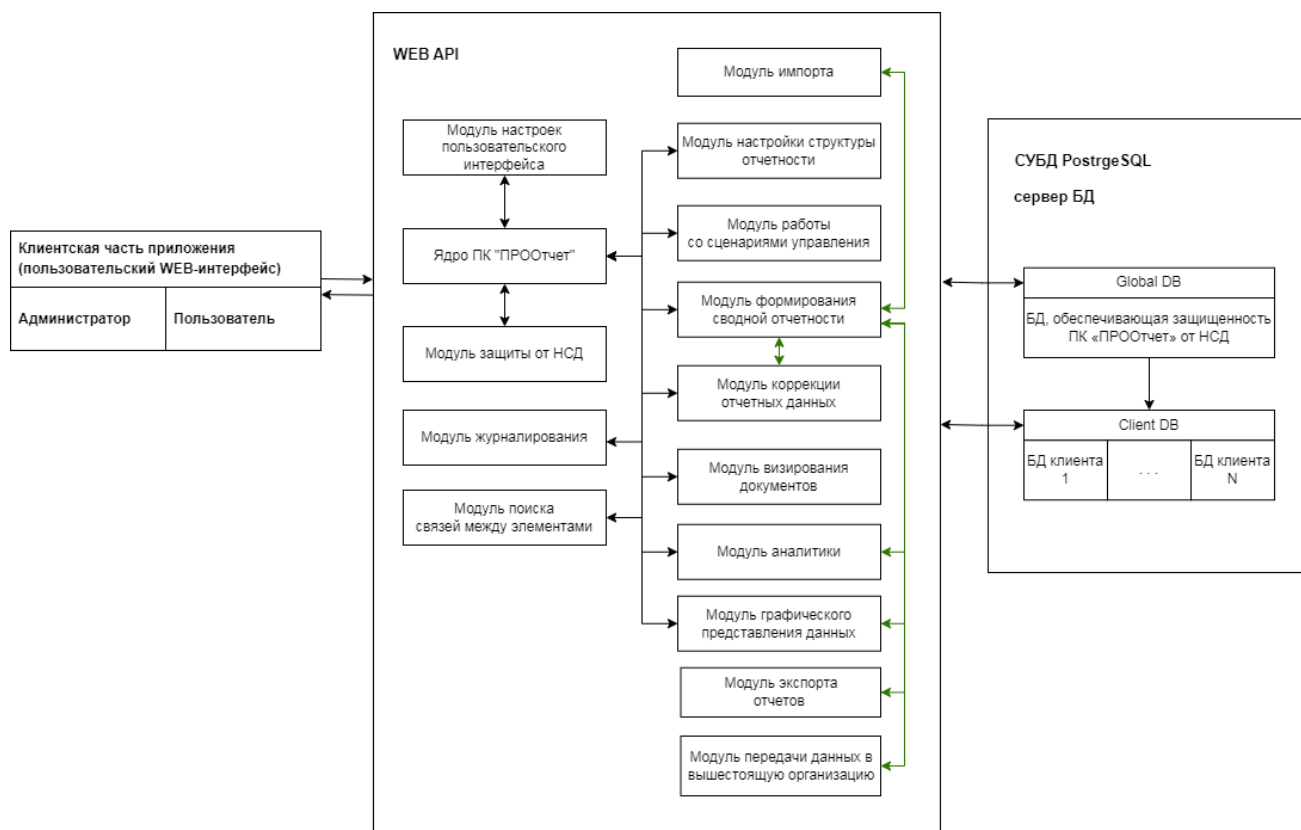 WEB API
Модуль импорта
Модуль настроек
пользовательского
интерфейса
Модуль настройки структуры
отчетности
СУБД PostrgeSQL
сервер БД
Модуль работы
со сценариями управления
Клиентская часть приложения
(пользовательский WEB-интерфейс)
Администратор
Пользователь
Ядро ПК "ПРООтчет"
Модуль формирования
сводной отчетности
Global DB
БД, обеспечивающая защищенность
ПК «ПРООтчет» от НСД
Модуль защиты от НСД
Модуль коррекции
отчетных данных
Модуль журналирования
Client DB
БД клиента
1
. . .
БД клиента
N
Модуль визирования
документов
Модуль поиска
связей между элементами
Модуль аналитики
Модуль графического
представления данных
Модуль экспорта
отчетов
Модуль передачи данных в
вышестоящую организацию